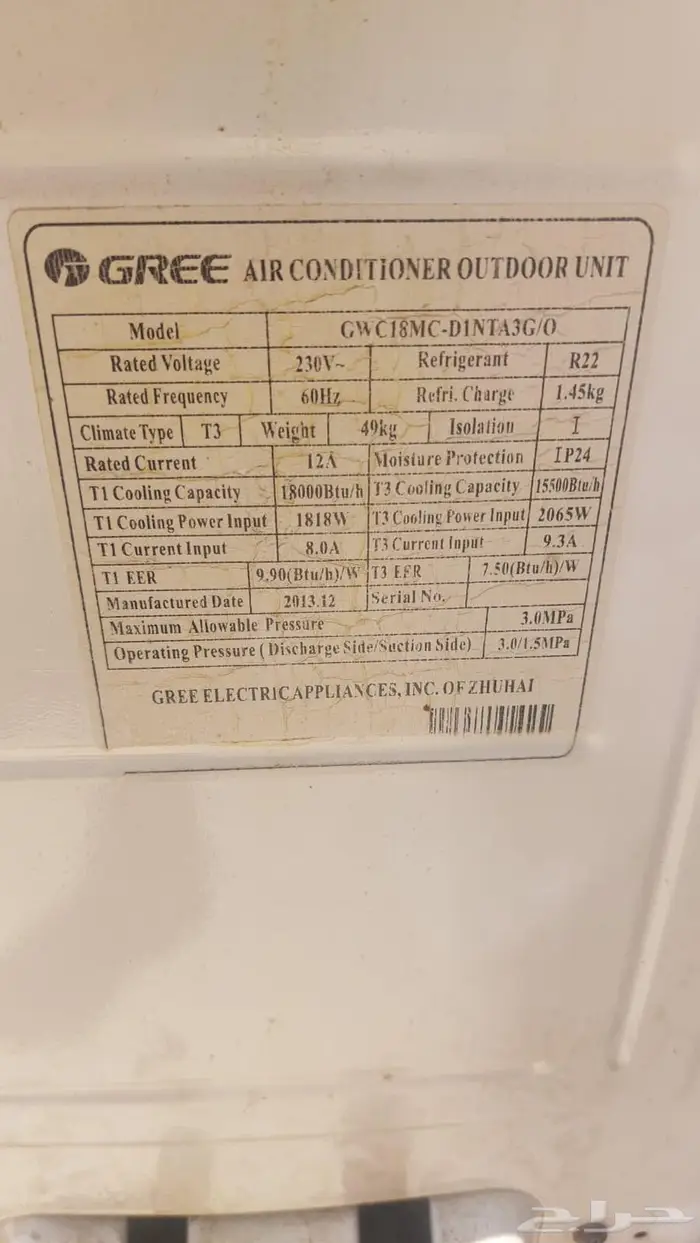 GREE AIR CONDITIONER OUTDOOR UNIT
Model GWC18MC-D1NTA3G/O
Rated Voltage 230V~ Refrigerant R22
Rated Frequency 60Hz Refri. Charge 1.45kg
Climate Type T3 Weight 49kg Isolation I
Rated Current 12A Moisture Protection IP24
T1 Cooling Capacity 18000Btu/h T3 Cooling Capacity 15500Btu/h
T1 Cooling Power Input 1818W T3 Cooling Power Input 2065W
T1 Current Input 8.0A T3 Current Input 9.3A
T1 EER 9.90(Btu/h)/W T3 EER 7.50(Btu/h)/W
Manufactured Date 2013.12 Serial No.
Maximum Allowable Pressure 3.0MPa
Operating Pressure (Discharge Side/Suction Side) 3.0/1.5MPa
GREE ELECTRIC APPLIANCES, INC. OF ZHUHAI
حراج